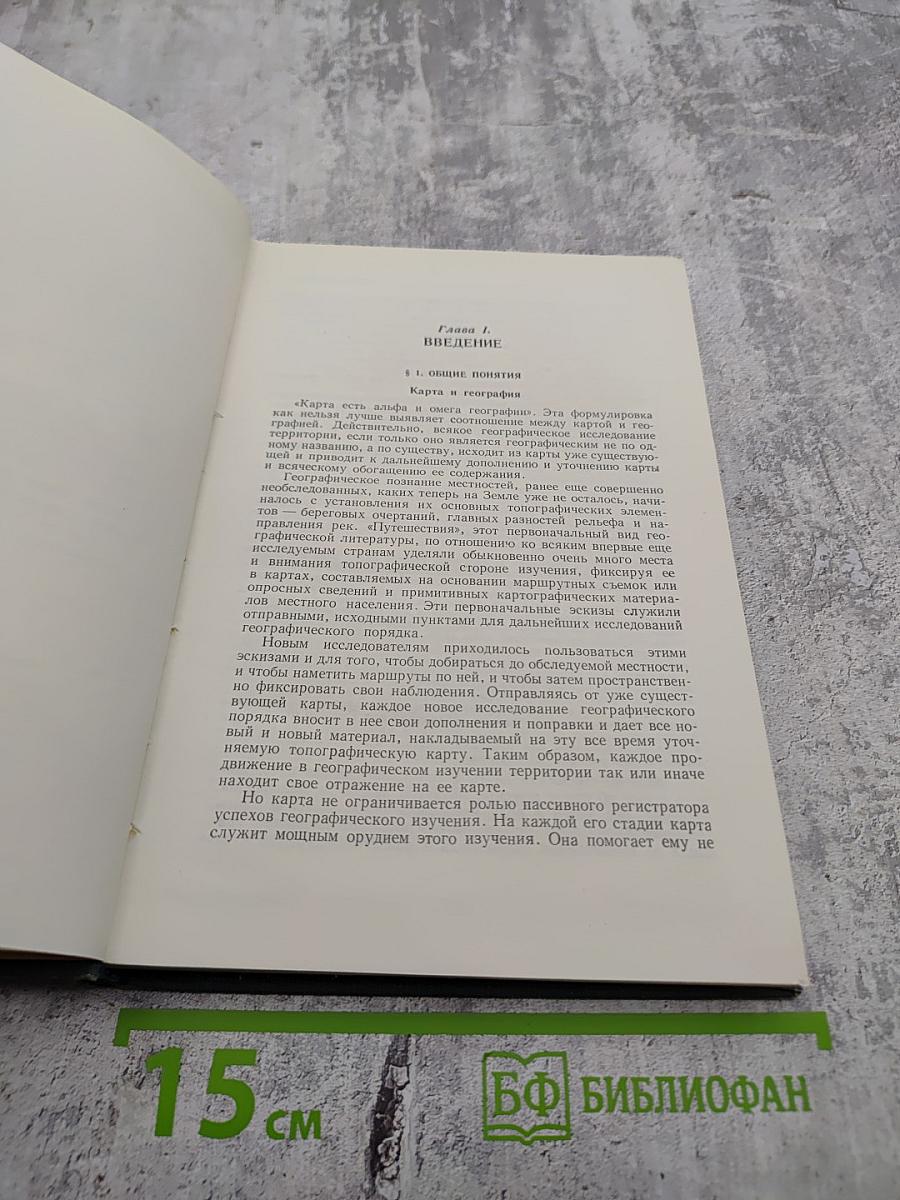 Глава I.
ВВЕДЕНИЕ
§ 1. ОБЩИЕ ПОНЯТИЯ
Карта и география
«Карта есть альфа и омега географии». Эта формулировка
как нельзя лучше выявляет соотношение между картой и гео-
графией. Действительно, всякое географическое исследование
территории, если только оно является географическим не по од-
ному названию, а по существу, исходит из карты уже существую-
щей и приводит к дальнейшему дополнению и уточнению карты
и всяческому обогащению ее содержания.
Географическое познание местностей, ранее еще совершенно
необследованных, каких теперь на Земле уже не осталось, начи-
налось с установления их основных топографических элемен-
тов — береговых очертаний, главных разностей рельефа и на-
правления рек. «Путешествия», этот первоначальный вид гео-
графической литературы, по отношению ко всяким впервые еще
исследуемым странам уделяли обыкновенно очень много места
и внимания топографической стороне изучения, фиксируя ее
в картах, составляемых на основании маршрутных съемок или
опросных сведений и примитивных картографических материа-
лов местного населения. Эти первоначальные эскизы служили
отправными, исходными пунктами для дальнейших исследований
географического порядка.
Новым исследователям приходилось пользоваться этими
эскизами и для того, чтобы добираться до обследуемой местности,
и чтобы наметить маршруты по ней, и чтобы затем пространствен-
но фиксировать свои наблюдения. Отправляясь от уже сущест-
вующей карты, каждое новое исследование географического
порядка вносит в нее свои дополнения и поправки и дает все но-
вый и новый материал, накладываемый на эту все время уточ-
няемую топографическую карту. Таким образом, каждое про-
движение в географическом изучении территории так или иначе
находит свое отражение на ее карте.
Но карта не ограничивается ролью пассивного регистратора
успехов географического изучения. На каждой его стадии карта
служит мощным орудием этого изучения. Она помогает ему не
15 см
БФ БИБЛИОФАН